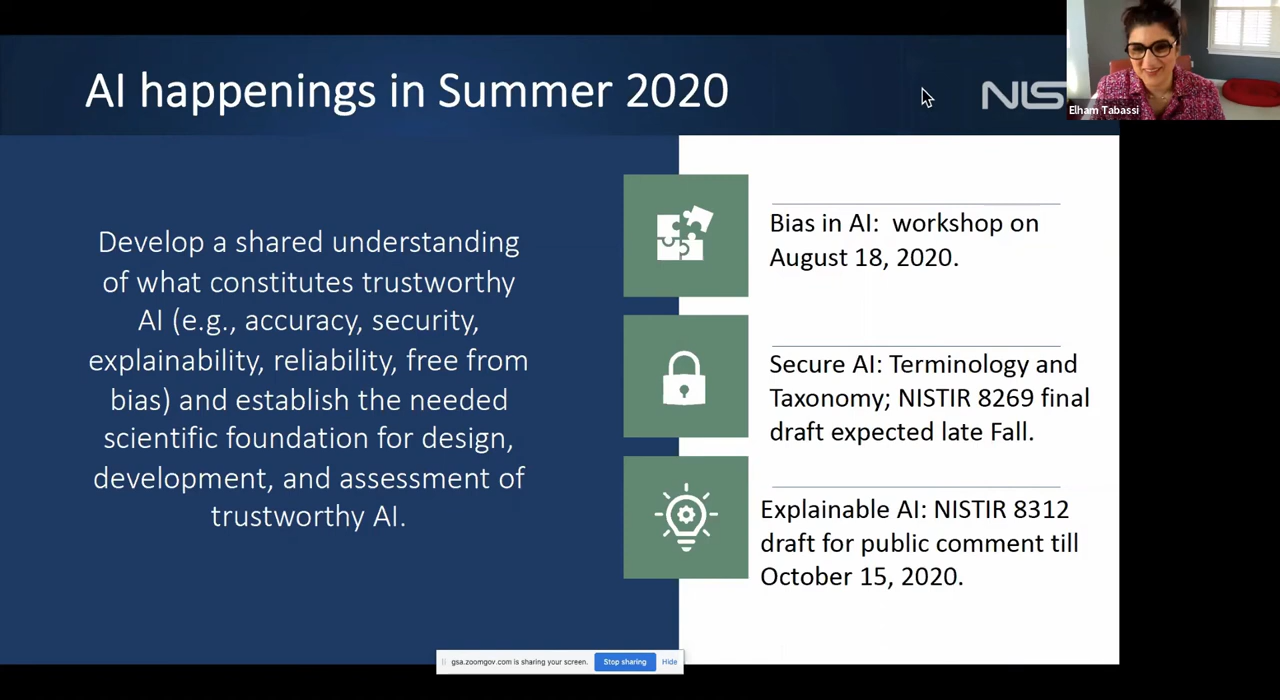 AI happenings in Summer 2020
NIS
Elham Tabassi
Develop a shared understanding
of what constitutes trustworthy
AI (e.g., accuracy, security,
explainability, reliability, free from
bias) and establish the needed
scientific foundation for design,
development, and assessment of
trustworthy AI.
Bias in AI:  workshop on
August 18, 2020.
Secure AI: Terminology and
Taxonomy; NISTIR 8269 final
draft expected late Fall.
Explainable AI: NISTIR 8312
draft for public comment till
October 15, 2020.
gsa.zoomgov.com is sharing your screen. Stop sharing Hide